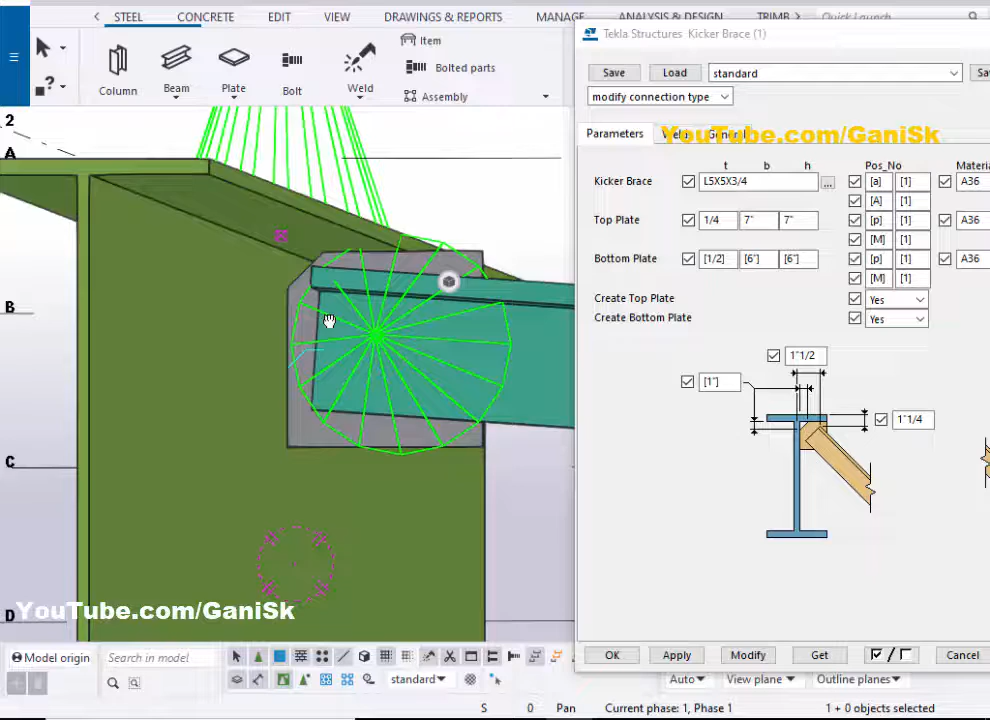 STEEL CONCRETE EDIT VIEW DRAWINGS & REPORTS MANAGE ANALYSIS & DESIGN TRIMB Quick Launch
Tekla Structures Kicker Brace (1)
Column Beam Plate Bolt Weld
Item
Bolted parts
Assembly
Save Load standard
modify connection type
Parameters General
YouTube.com/GaniSk
t b h Pos_No
Kicker Brace L5X5X3/4 ... [a] [1] A36
[A] [1]
Top Plate 1/4 7" 7" [p] [1] A36
[M] [1]
Bottom Plate [1/2] [6"] [6"] [p] [1] A36
[M] [1]
Create Top Plate Yes
Create Bottom Plate Yes
1"1/2
[1"]
1"1/4
2
A
B
C
D
YouTube.com/GaniSk
OK Apply Modify Get / Cancel
Model origin Search in model
standard Auto View plane Outline planes
S 0 Pan Current phase: 1, Phase 1 1 + 0 objects selected